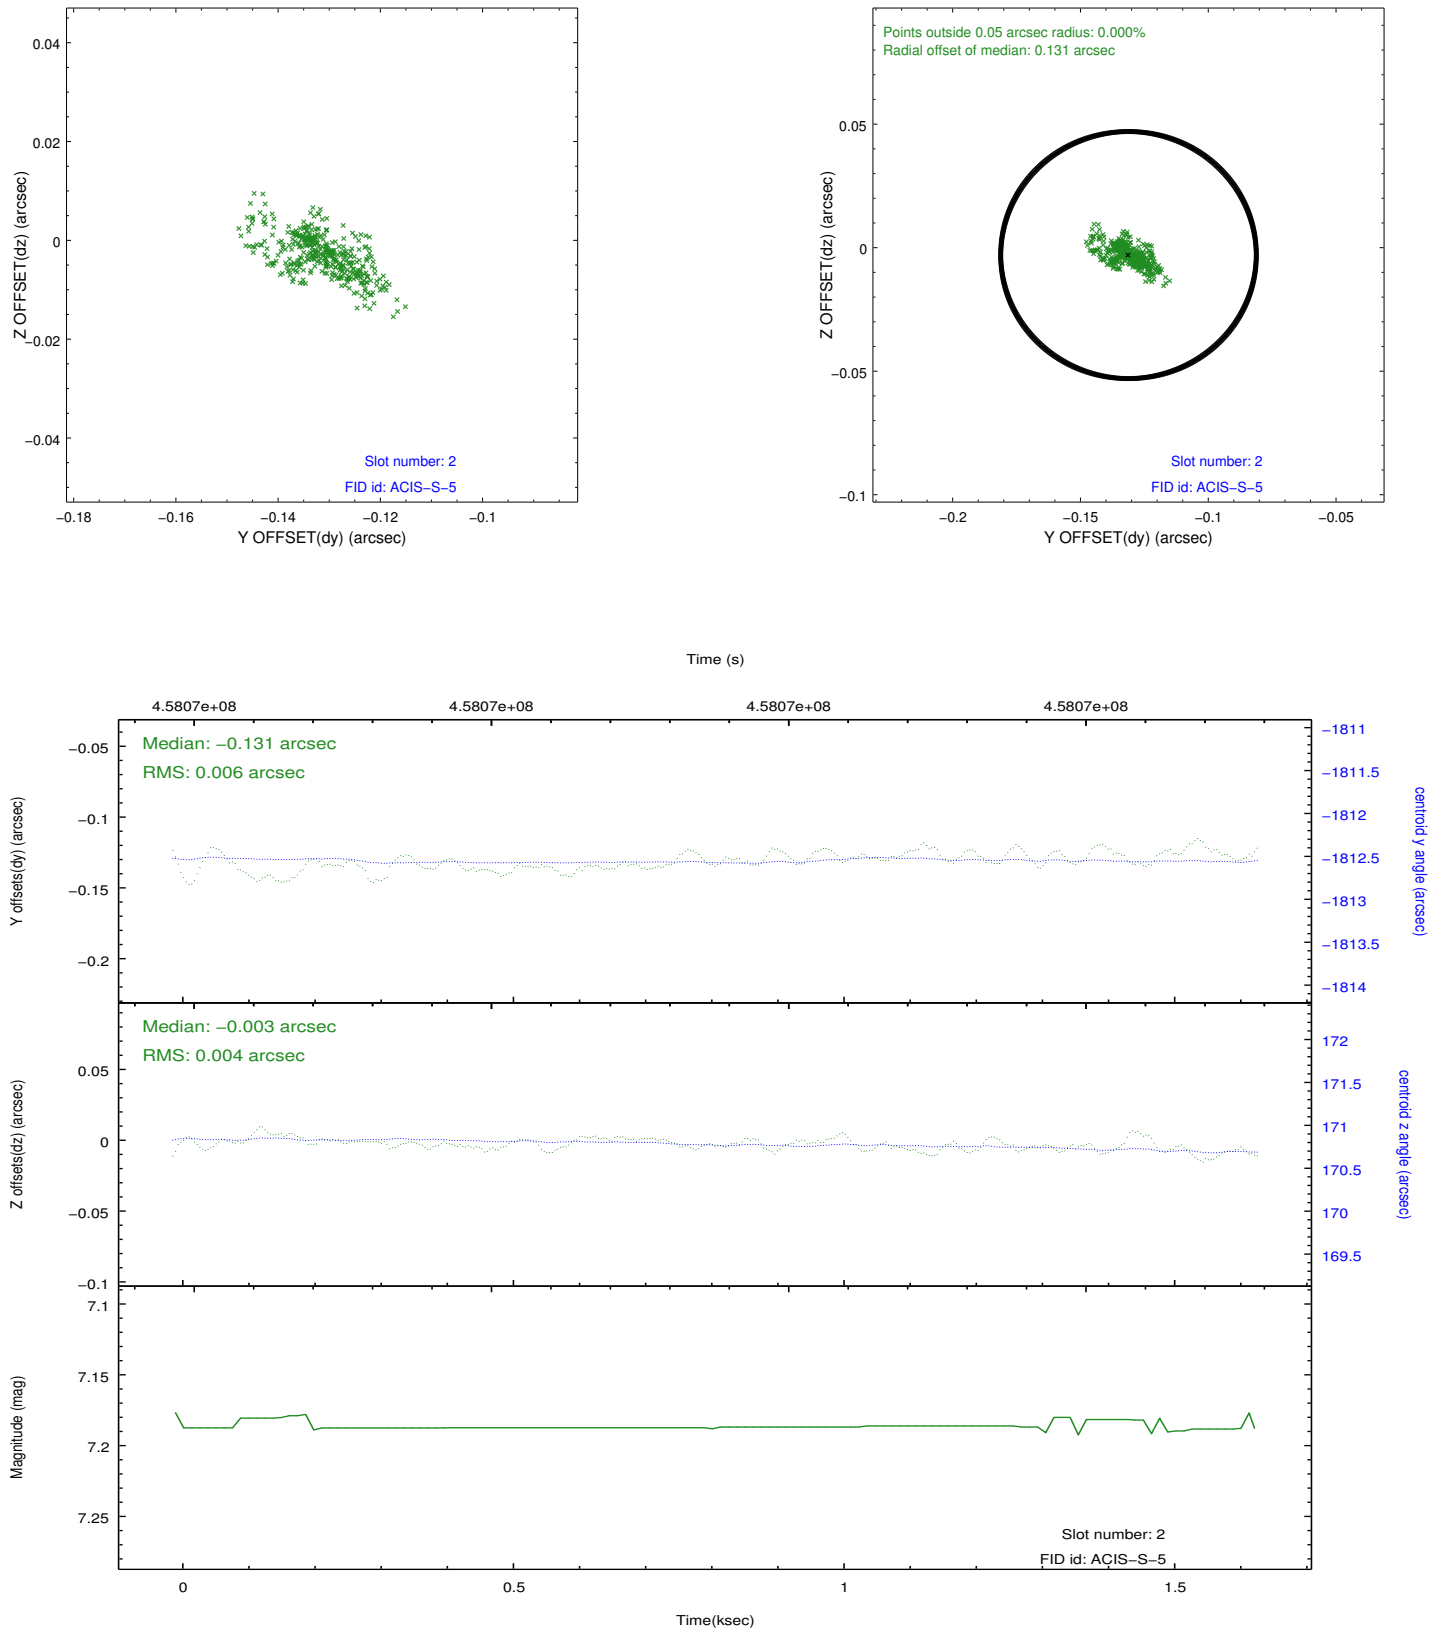 0.04
0.02
0
−0.02
−0.04
Z OFFSET(dz) (arcsec)
Slot number: 2
FID id: ACIS−S−5
−0.18
−0.16
−0.14
−0.12
−0.1
Y OFFSET(dy) (arcsec)
Points outside 0.05 arcsec radius: 0.000%
Radial offset of median: 0.131 arcsec
0.05
0
−0.05
−0.1
Z OFFSET(dz) (arcsec)
Slot number: 2
FID id: ACIS−S−5
−0.2
−0.15
−0.1
−0.05
Y OFFSET(dy) (arcsec)
Time (s)
4.5807e+08
4.5807e+08
4.5807e+08
4.5807e+08
Median: −0.131 arcsec
RMS: 0.006 arcsec
−0.05
−0.1
−0.15
−0.2
Y offsets(dy) (arcsec)
−1811
−1811.5
−1812
−1812.5
−1813
−1813.5
−1814
centroid y angle (arcsec)
Median: −0.003 arcsec
RMS: 0.004 arcsec
0.05
0
−0.05
−0.1
Z offsets(dz) (arcsec)
172
171.5
171
170.5
170
169.5
centroid z angle (arcsec)
7.1
7.15
7.2
7.25
Magnitude (mag)
Slot number: 2
FID id: ACIS−S−5
0
0.5
1
1.5
Time(ksec)